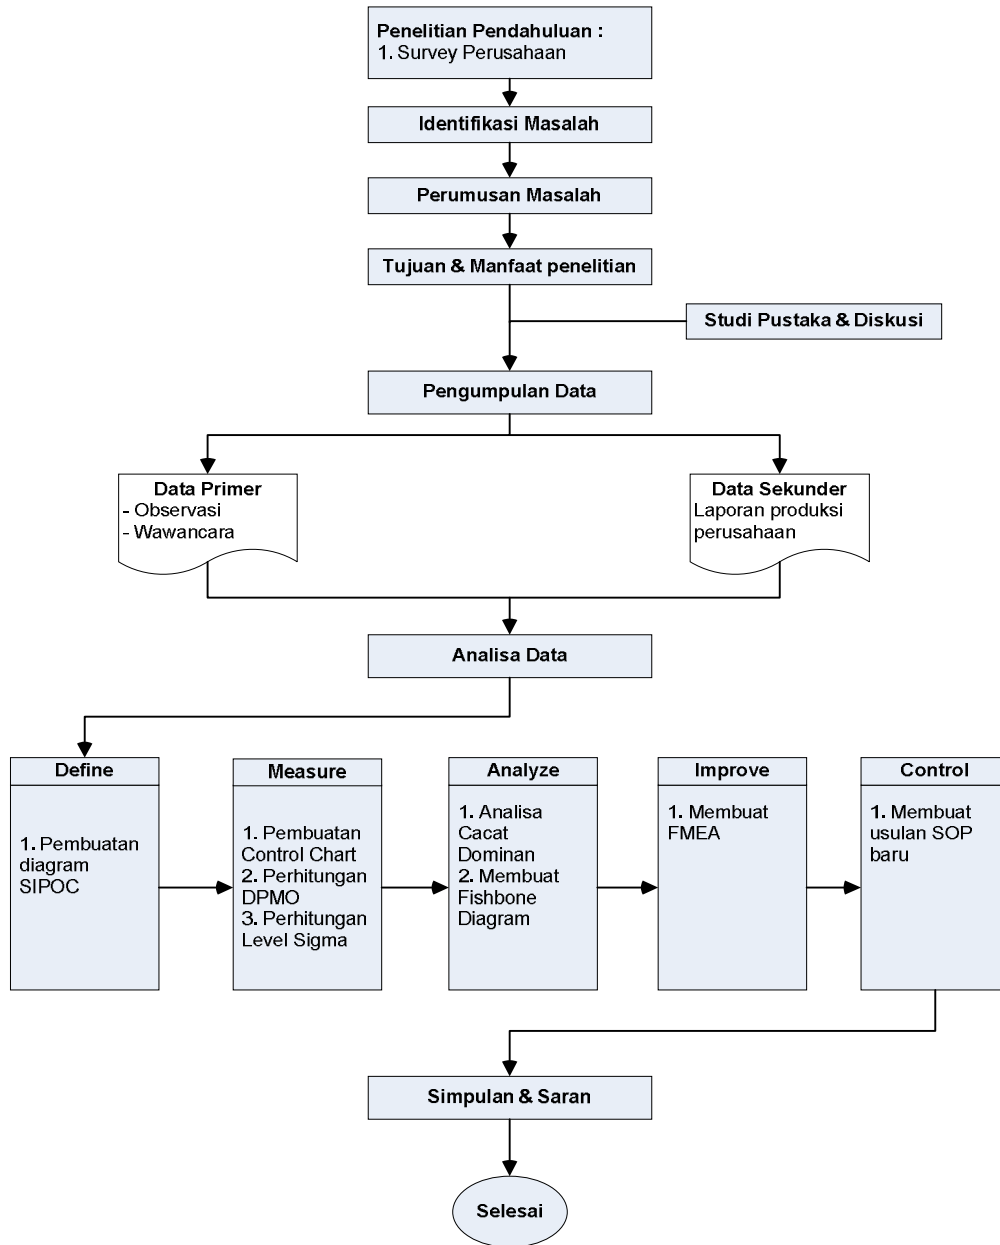 Penelitian Pendahuluan :
1. Survey Perusahaan
Identifikasi Masalah
Perumusan Masalah
Tujuan & Manfaat penelitian
Studi Pustaka & Diskusi
Pengumpulan Data
Data Primer
- Observasi
- Wawancara
Data Sekunder
Laporan produksi
perusahaan
Analisa Data
Define
1. Pembuatan
diagram
SIPOC
Measure
1. Pembuatan
Control Chart
2. Perhitungan
DPMO
3. Perhitungan
Level Sigma
Analyze
1. Analisa
Cacat
Dominan
2. Membuat
Fishbone
Diagram
Improve
1. Membuat
FMEA
Control
1. Membuat
usulan SOP
baru
Simpulan & Saran
Selesai